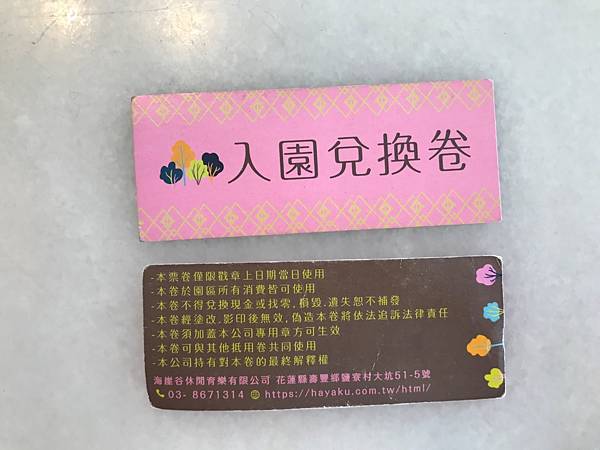 入園兌換卷
-本票卷僅限戳章上日期當日使用
-本卷於園區所有消費皆可使用
-本卷不得兌換現金或找零,損毀.遺失恕不補發
-本卷經塗改.影印後無效,偽造本卷將依法追訴法律責任
-本卷須加蓋本公司專用章方可生效
-本卷可與其他抵用卷共同使用
-本公司持有對本卷的最終解釋權
海崖谷休閒育樂有限公司 花蓮縣壽豐鄉鹽寮村大坑51-5號
03- 8671314 https://hayaku.com.tw/html/